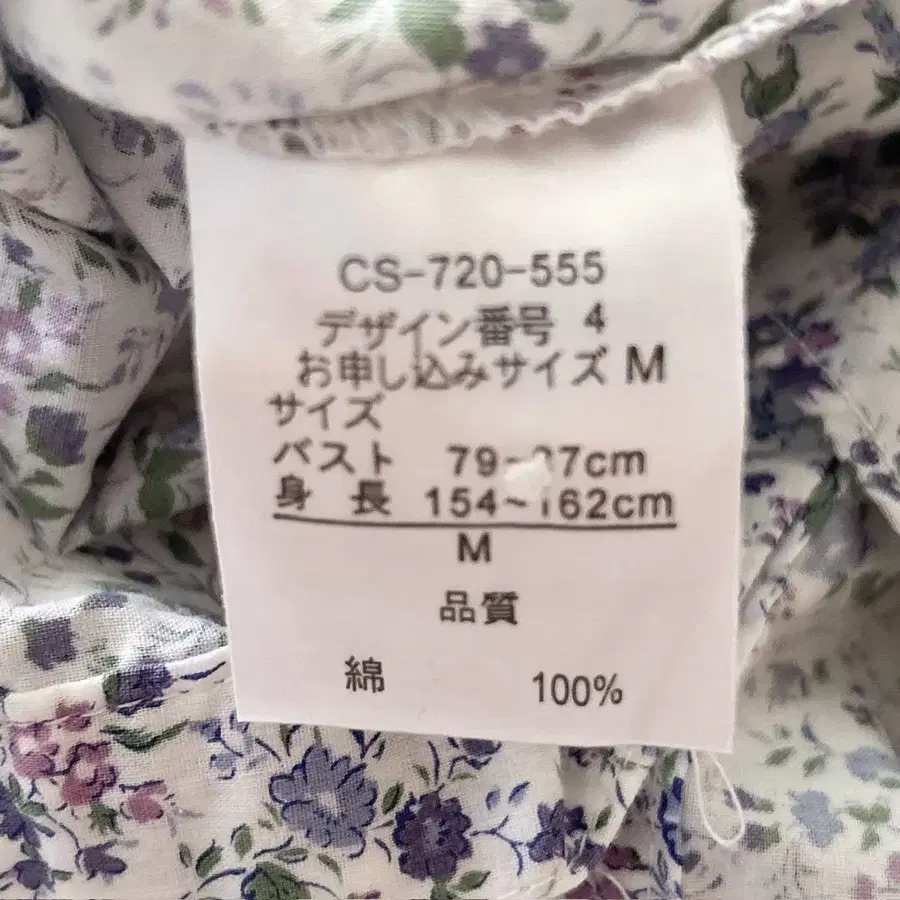 CS-720-555
デザイン番号 4
お申し込みサイズ M
サイズ
バスト
身 長 154~162cm
M
品質
綿 100%